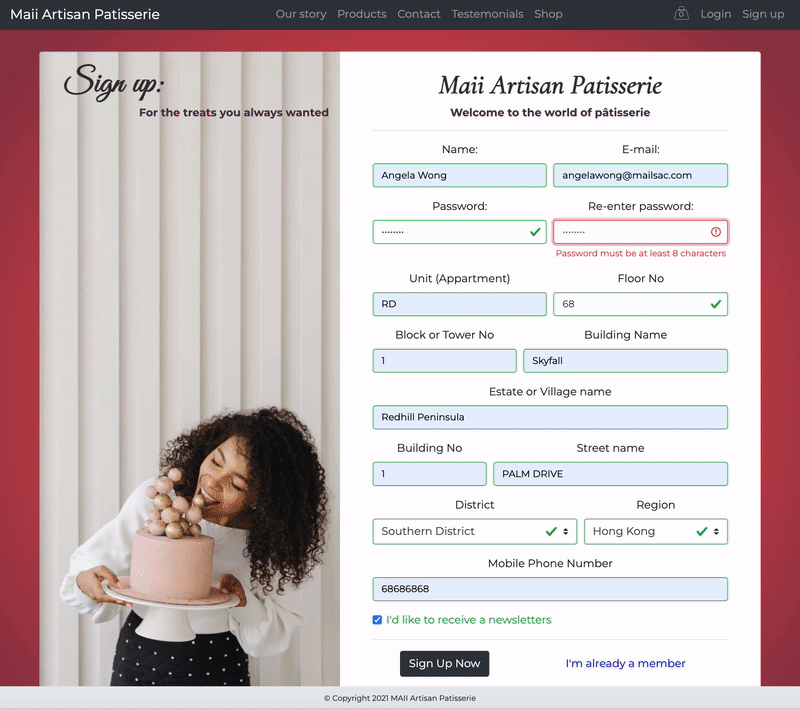 Maii Artisan Patisserie
Our story Products Contact Testemonials Shop
0 Login Sign up
Sign up:
For the treats you always wanted
Maii Artisan Patisserie
Welcome to the world of pâtisserie
Name: E-mail:
Angela Wong angelawong@mailsac.com
Password: Re-enter password:
········ ········
Password must be at least 8 characters
Unit (Appartment) Floor No
RD 68
Block or Tower No Building Name
1 Skyfall
Estate or Village name
Redhill Peninsula
Building No Street name
1 PALM DRIVE
District Region
Southern District Hong Kong
Mobile Phone Number
68686868
I'd like to receive a newsletters
Sign Up Now I'm already a member
© Copyright 2021 MAII Artisan Patisserie